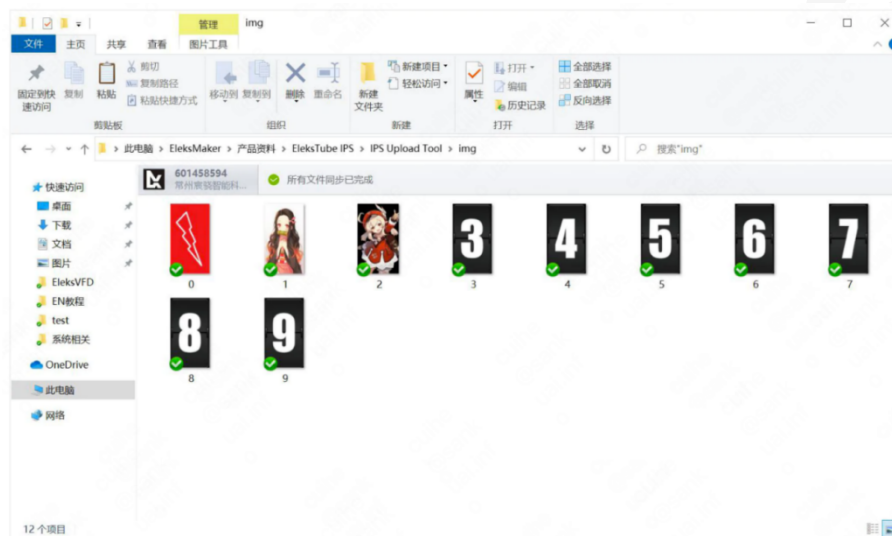 管理 img
文件 主页 共享 查看 图片工具
固定到快速访问 复制 粘贴 剪切 复制路径 粘贴快捷方式
移动到 复制到 删除 重命名
新建文件夹 新建项目 轻松访问
属性 打开 编辑 历史记录
全部选择 全部取消 反向选择
剪贴板 组织 新建 打开 选择
此电脑 > EleksMaker > 产品资料 > EleksTube IPS > IPS Upload Tool > img
搜索"img"
601458594
所有文件同步已完成
快速访问
桌面
下载
文档
图片
EleksVFD
EN教程
test
系统相关
OneDrive
此电脑
网络
3 4 5 6 7
0 1 2 3 4 5 6 7
8 9
8 9
12 个项目